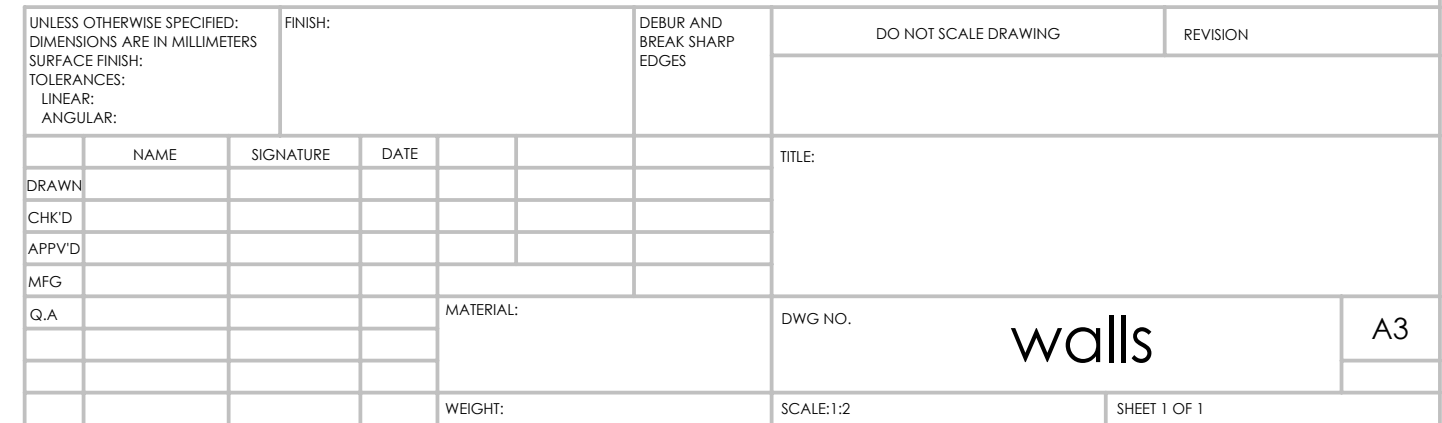 UNLESS OTHERWISE SPECIFIED:
DIMENSIONS ARE IN MILLIMETERS
SURFACE FINISH:
TOLERANCES:
LINEAR:
ANGULAR:
FINISH:
DEBUR AND
BREAK SHARP
EDGES
DO NOT SCALE DRAWING
REVISION
NAME
SIGNATURE
DATE
DRAWN
CHK'D
APPV'D
MFG
Q.A
TITLE:
MATERIAL:
DWG NO.
walls
A3
WEIGHT:
SCALE:1:2
SHEET 1 OF 1